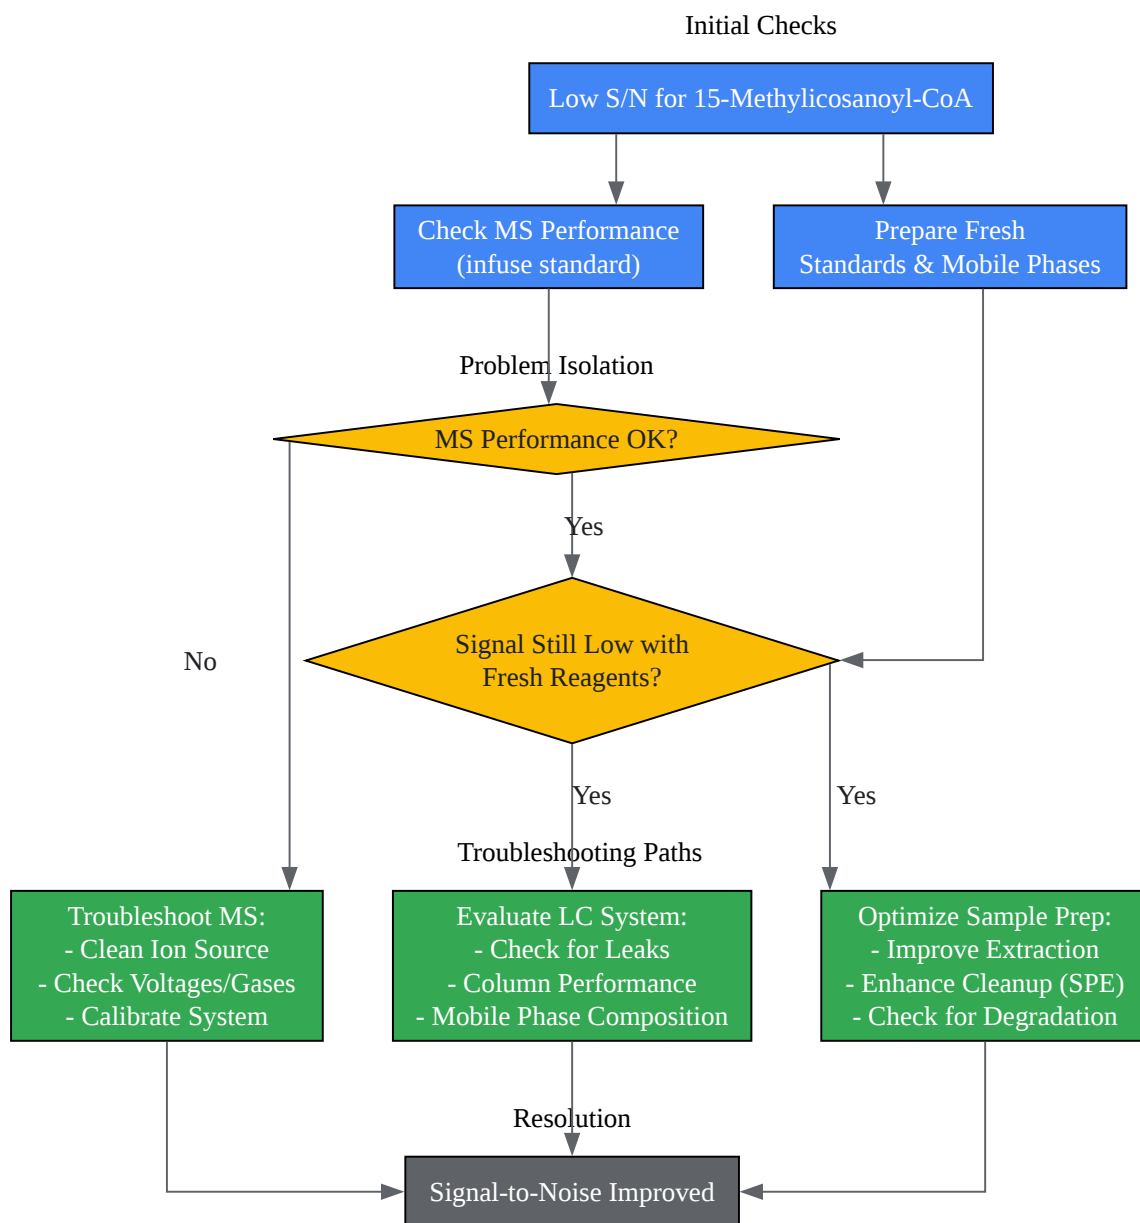 Initial Checks
Low S/N for 15-Methylicosanoyl-CoA
Check MS Performance
(infuse standard)
Prepare Fresh
Standards & Mobile Phases
Problem Isolation
MS Performance OK?
Yes
Signal Still Low with
Fresh Reagents?
No
Yes
Yes
Troubleshooting Paths
Troubleshoot MS:
- Clean Ion Source
- Check Voltages/Gases
- Calibrate System
Evaluate LC System:
- Check for Leaks
- Column Performance
- Mobile Phase Composition
Optimize Sample Prep:
- Improve Extraction
- Enhance Cleanup (SPE)
- Check for Degradation
Resolution
Signal-to-Noise Improved